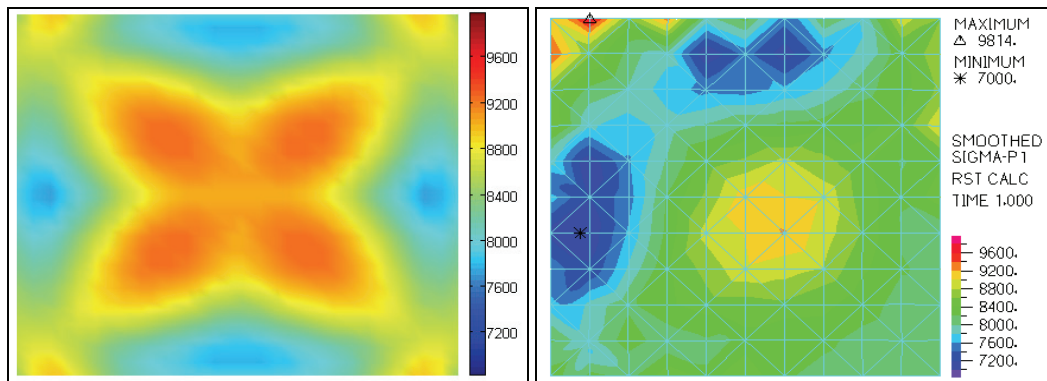 9600
9200
8800
8400
8000
7600
7200
MAXIMUM
△ 9814.
MINIMUM
✳ 7000.
SMOOTHED
SIGMA-P1
RST CALC
TIME 1.000
9600.
9200.
8800.
8400.
8000.
7600.
7200.